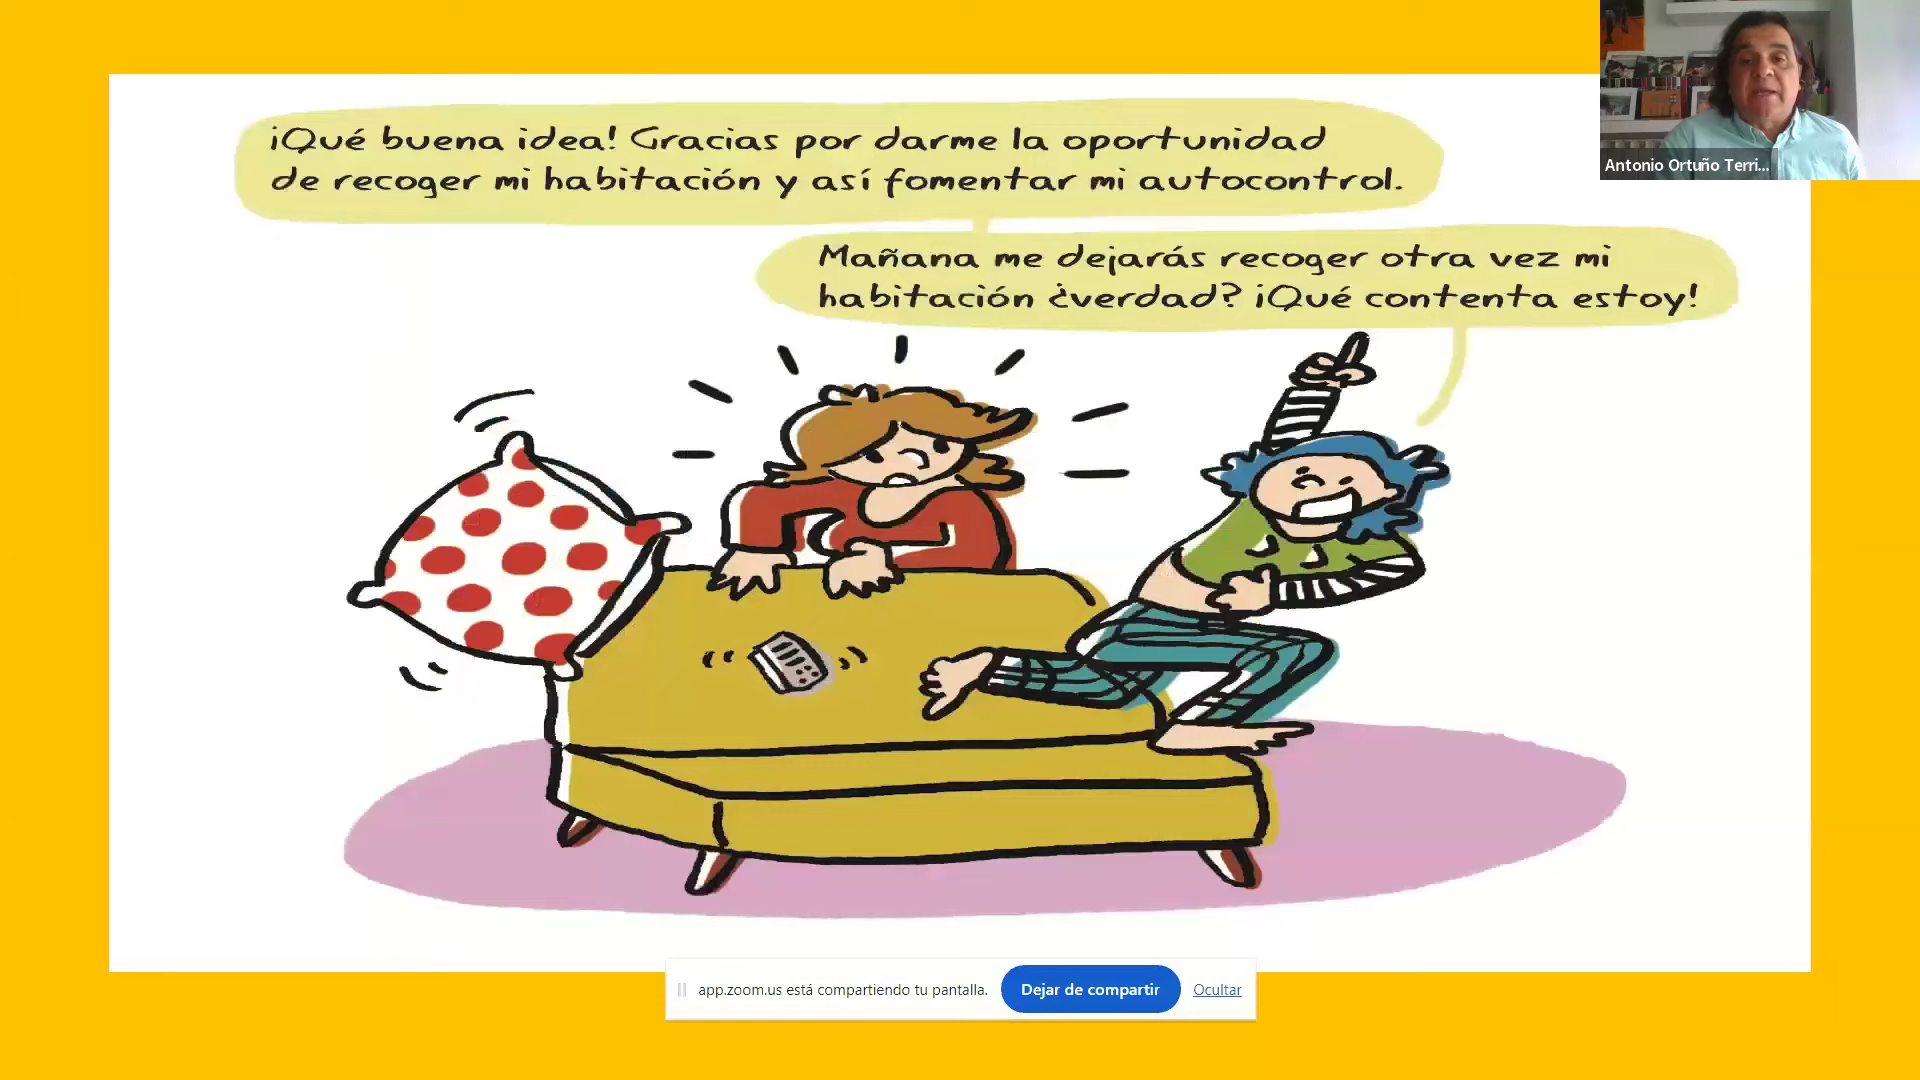 ¡Qué buena idea! Gracias por darme la oportunidad
de recoger mi habitación y así fomentar mi autocontrol.
Mañana me dejarás recoger otra vez mi
habitación ¿verdad? ¡Qué contenta estoy!
Antonio Ortuño Terri...
app.zoom.us está compartiendo tu pantalla.
Dejar de compartir
Ocultar